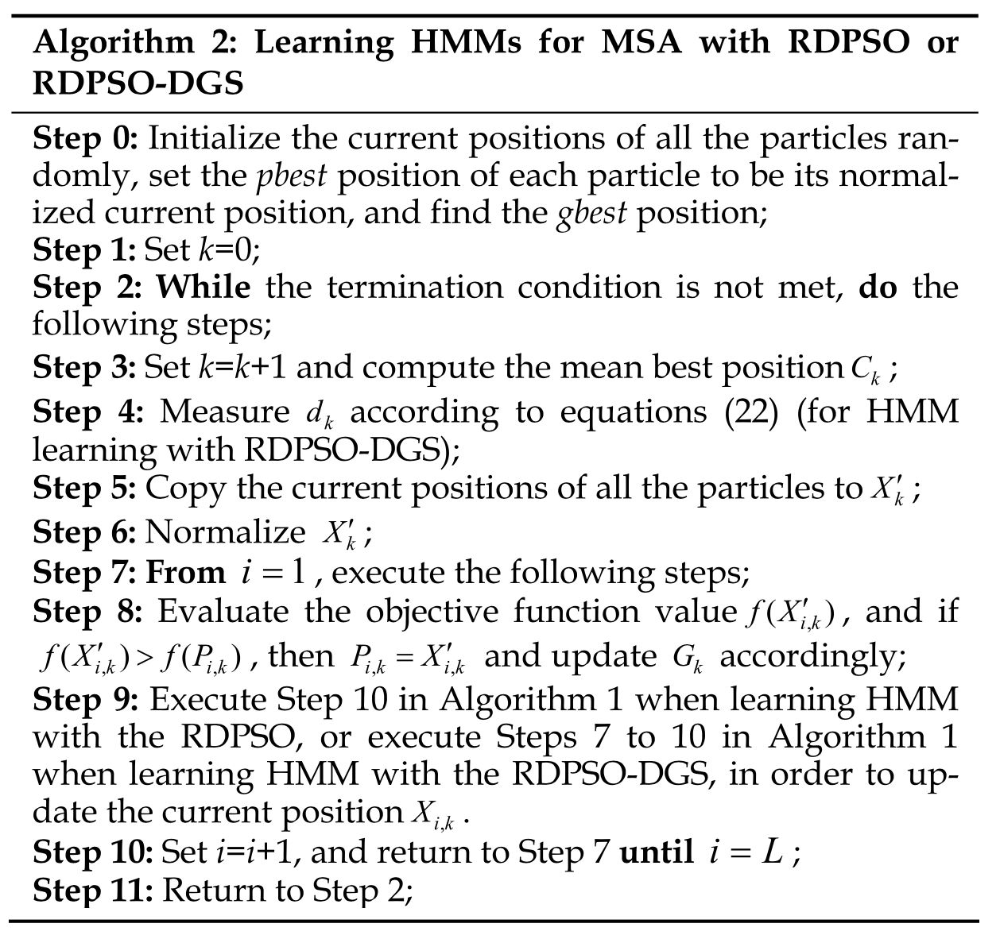 Algorithm 2: Learning HMMs for MSA with RDPSO or
RDPSO-DGS
Step 0: Initialize the current positions of all the particles ran-
domly, set the pbest position of each particle to be its normal-
ized current position, and find the gbest position;
Step 1: Set k=0;
Step 2: While the termination condition is not met, do the
following steps;
Step 3: Set k=k+1 and compute the mean best position C_k ;
Step 4: Measure d_k according to equations (22) (for HMM
learning with RDPSO-DGS);
Step 5: Copy the current positions of all the particles to X′_k ;
Step 6: Normalize X′_k ;
Step 7: From i = 1 , execute the following steps;
Step 8: Evaluate the objective function value f(X′_{i,k}) , and if
f(X′_{i,k}) > f(P_{i,k}) , then P_{i,k} = X′_{i,k} and update G_k accordingly;
Step 9: Execute Step 10 in Algorithm 1 when learning HMM
with the RDPSO, or execute Steps 7 to 10 in Algorithm 1
when learning HMM with the RDPSO-DGS, in order to up-
date the current position X_{i,k} .
Step 10: Set i=i+1, and return to Step 7 until i = L ;
Step 11: Return to Step 2;